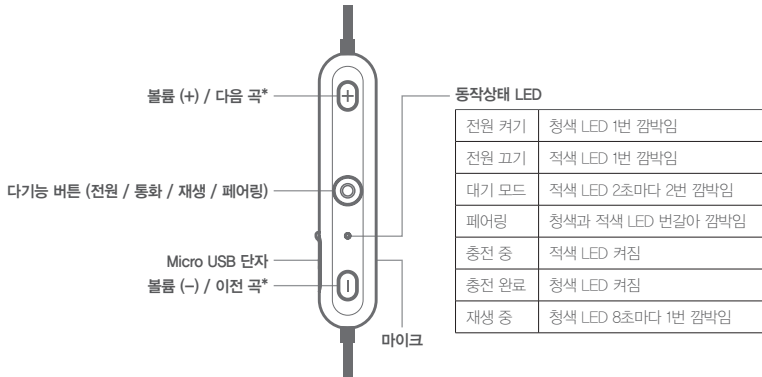 볼륨 (+) / 다음 곡*
다기능 버튼 (전원 / 통화 / 재생 / 페어링)
Micro USB 단자
볼륨 (−) / 이전 곡*
마이크
동작상태 LED
전원 켜기 청색 LED 1번 깜박임
전원 끄기 적색 LED 1번 깜박임
대기 모드 적색 LED 2초마다 2번 깜박임
페어링 청색과 적색 LED 번갈아 깜박임
충전 중 적색 LED 켜짐
충전 완료 청색 LED 켜짐
재생 중 청색 LED 8초마다 1번 깜박임